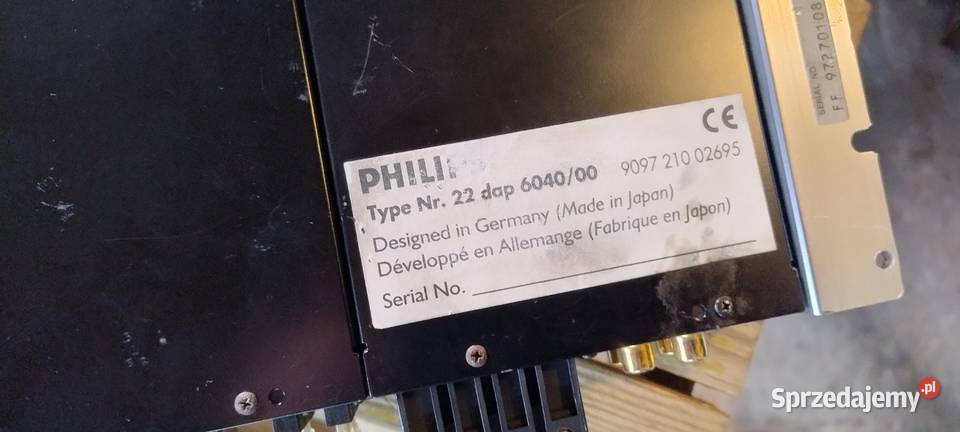 PHILI
CE
Type Nr. 22 dap 6040/00
9097 210 02695
Designed in Germany (Made in Japan)
Développé en Allemange (Fabrique en Japon)
Serial No.
SERIAL NO.
FF 97270108
Sprzedajemy.pl